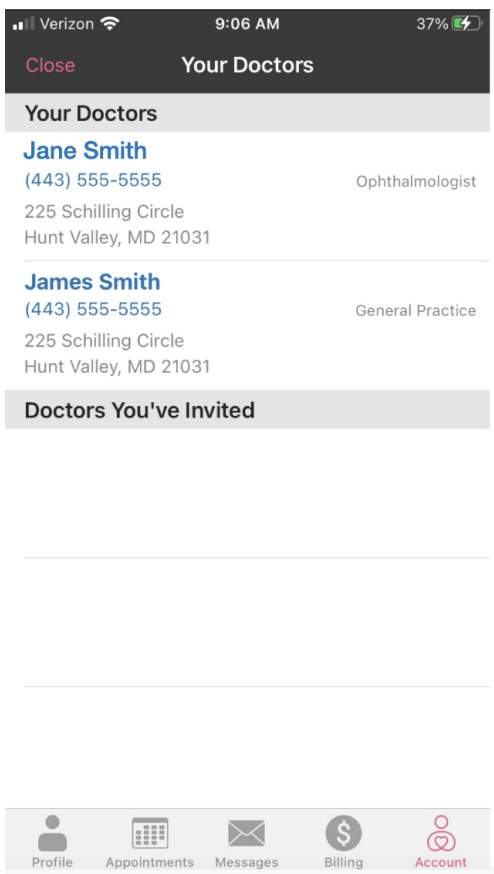 Verizon 9:06 AM 37%
Close Your Doctors
Your Doctors
Jane Smith
(443) 555-5555 Ophthalmologist
225 Schilling Circle
Hunt Valley, MD 21031
James Smith
(443) 555-5555 General Practice
225 Schilling Circle
Hunt Valley, MD 21031
Doctors You've Invited
$
Profile Appointments Messages Billing Account